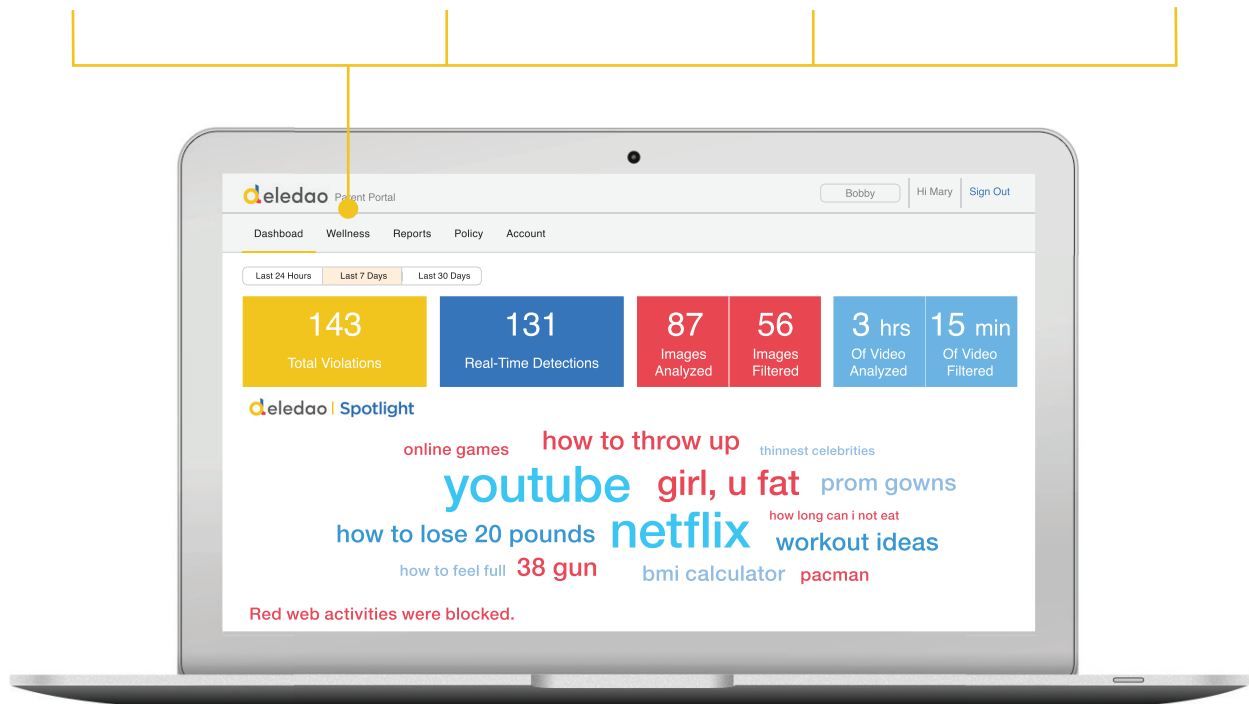 deledao Parent Portal
Bobby
Hi Mary
Sign Out
Dashboad
Wellness
Reports
Policy
Account
Last 24 Hours
Last 7 Days
Last 30 Days
143
Total Violations
131
Real-Time Detections
87
Images
Analyzed
56
Images
Filtered
3 hrs
Of Video
Analyzed
15 min
Of Video
Filtered
deledao | Spotlight
online games
how to throw up
thinnest celebrities
youtube
girl, u fat
prom gowns
how to lose 20 pounds
netflix
how long can i not eat
workout ideas
how to feel full
38 gun
bmi calculator
pacman
Red web activities were blocked.